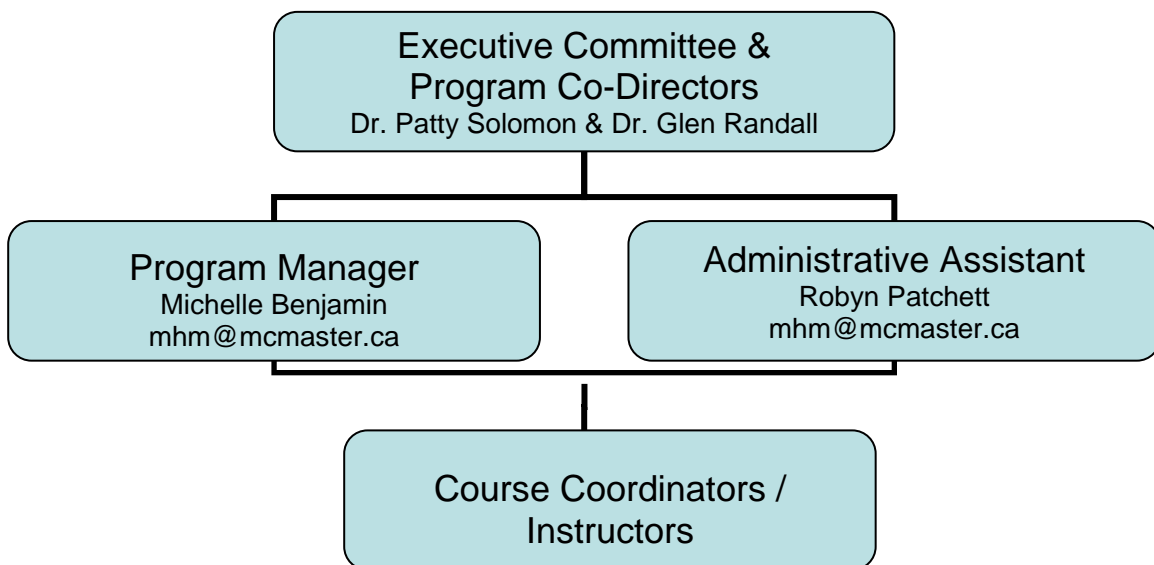 Executive Committee &
Program Co-Directors
Dr. Patty Solomon & Dr. Glen Randall
Program Manager
Michelle Benjamin
mhm@mcmaster.ca
Administrative Assistant
Robyn Patchett
mhm@mcmaster.ca
Course Coordinators /
Instructors